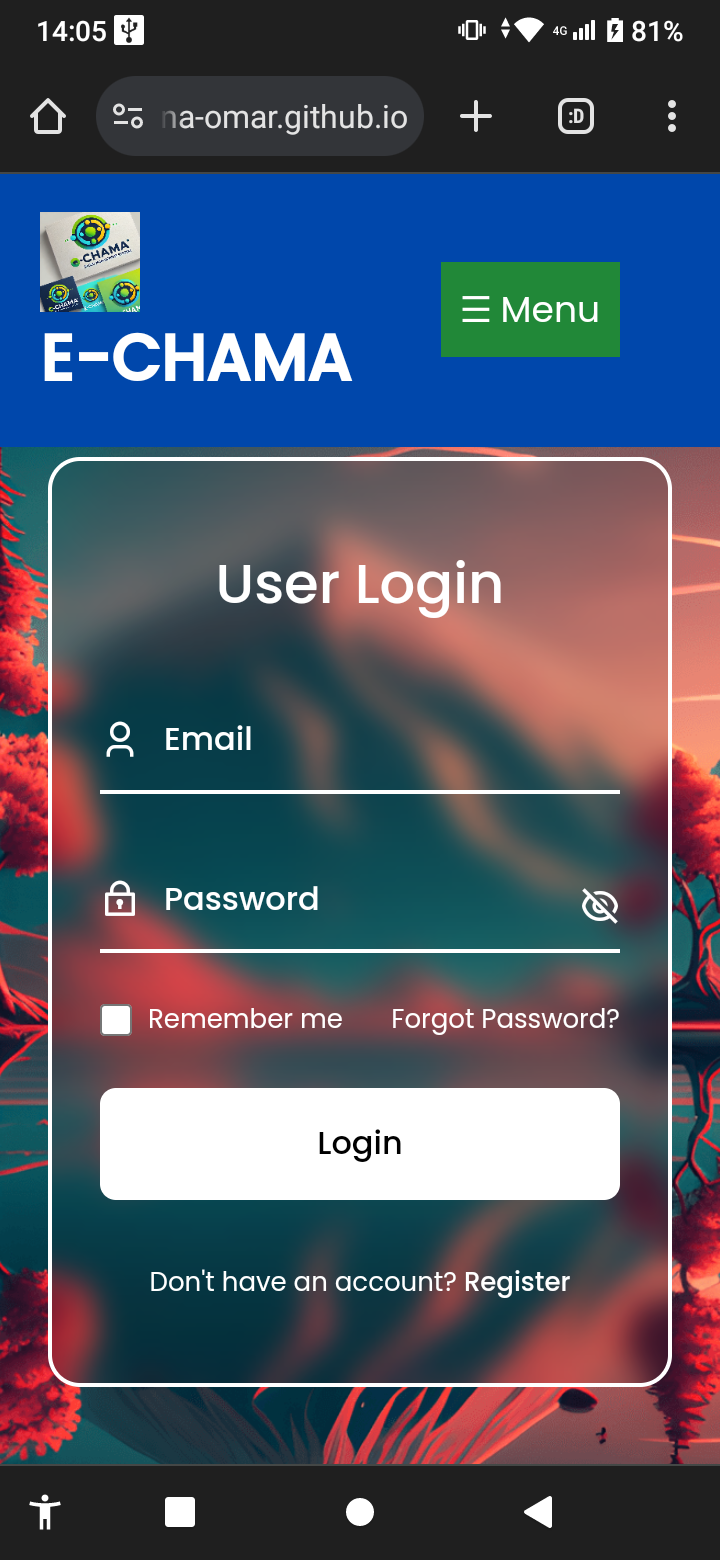 14:05 4G 81%
na-omar.github.io :D
e-CHAMA
E-CHAMA
☰ Menu
User Login
Email
Password
Remember me Forgot Password?
Login
Don't have an account? Register